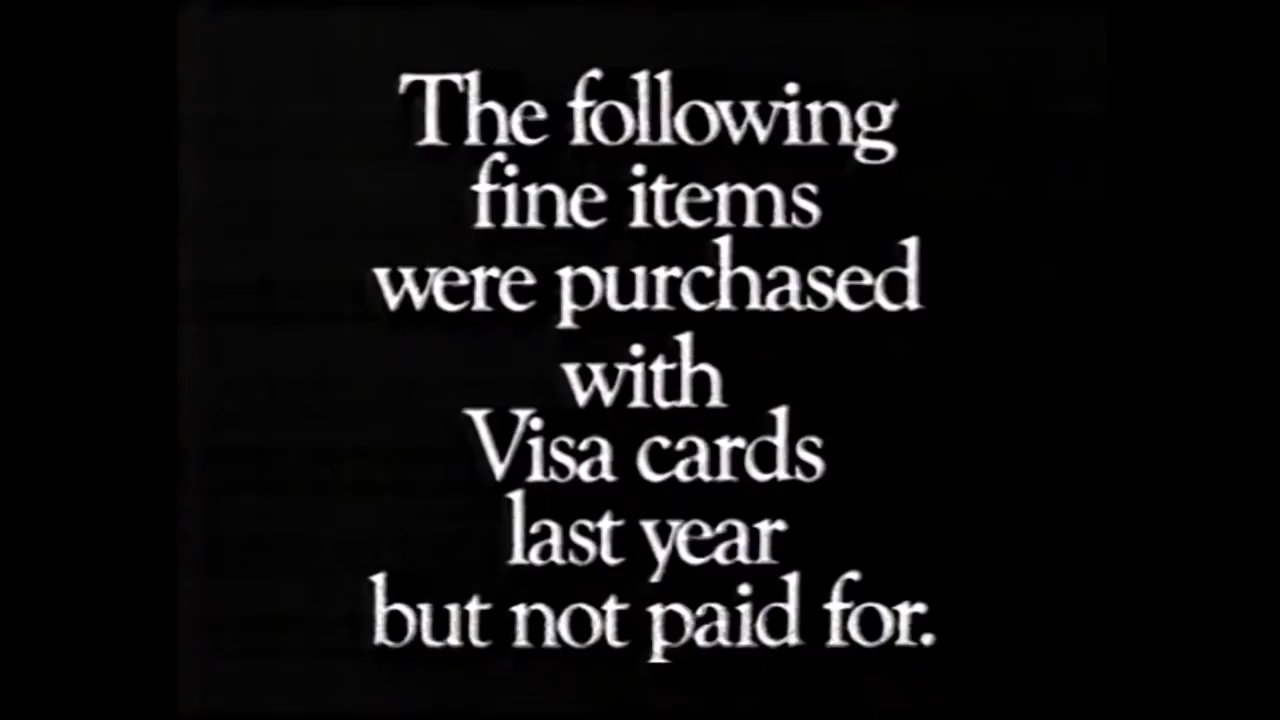 The following
fine items
were purchased
with
Visa cards
last year
but not paid for.